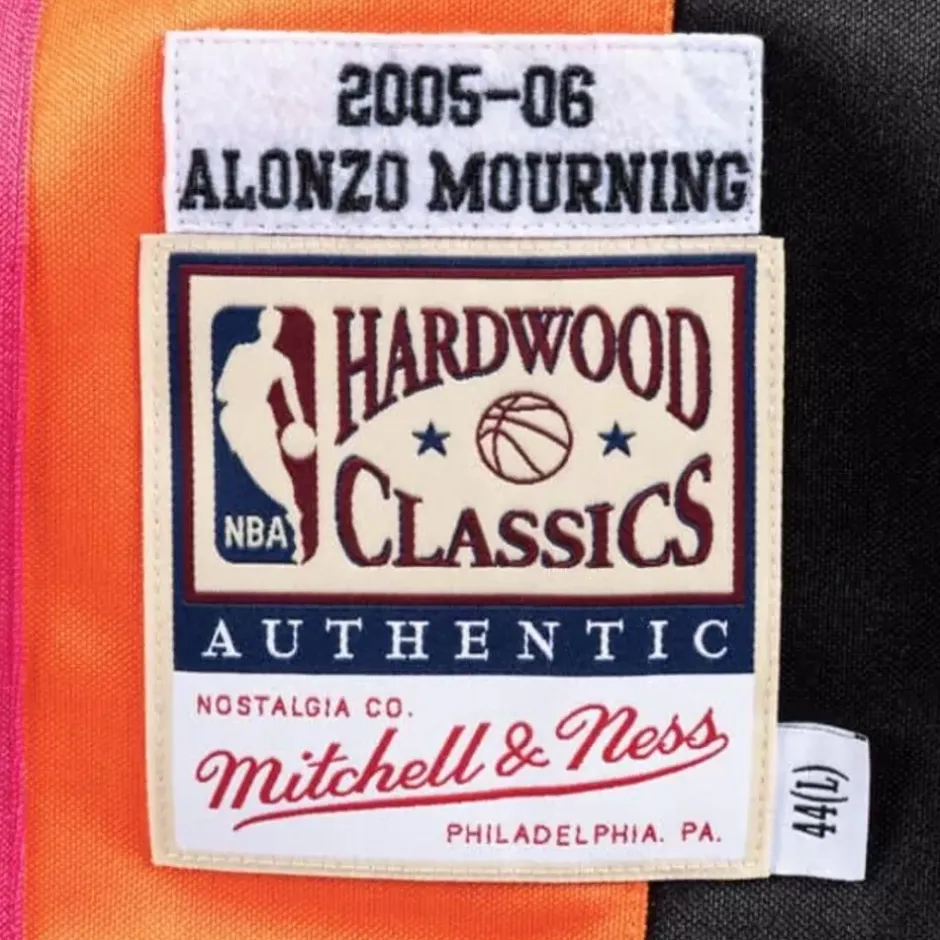 2005-06
ALONZO MOURNING
HARDWOOD
CLASSICS
NBA
AUTHENTIC
NOSTALGIA CO.
Mitchell & Ness
PHILADELPHIA. PA.
44(L)